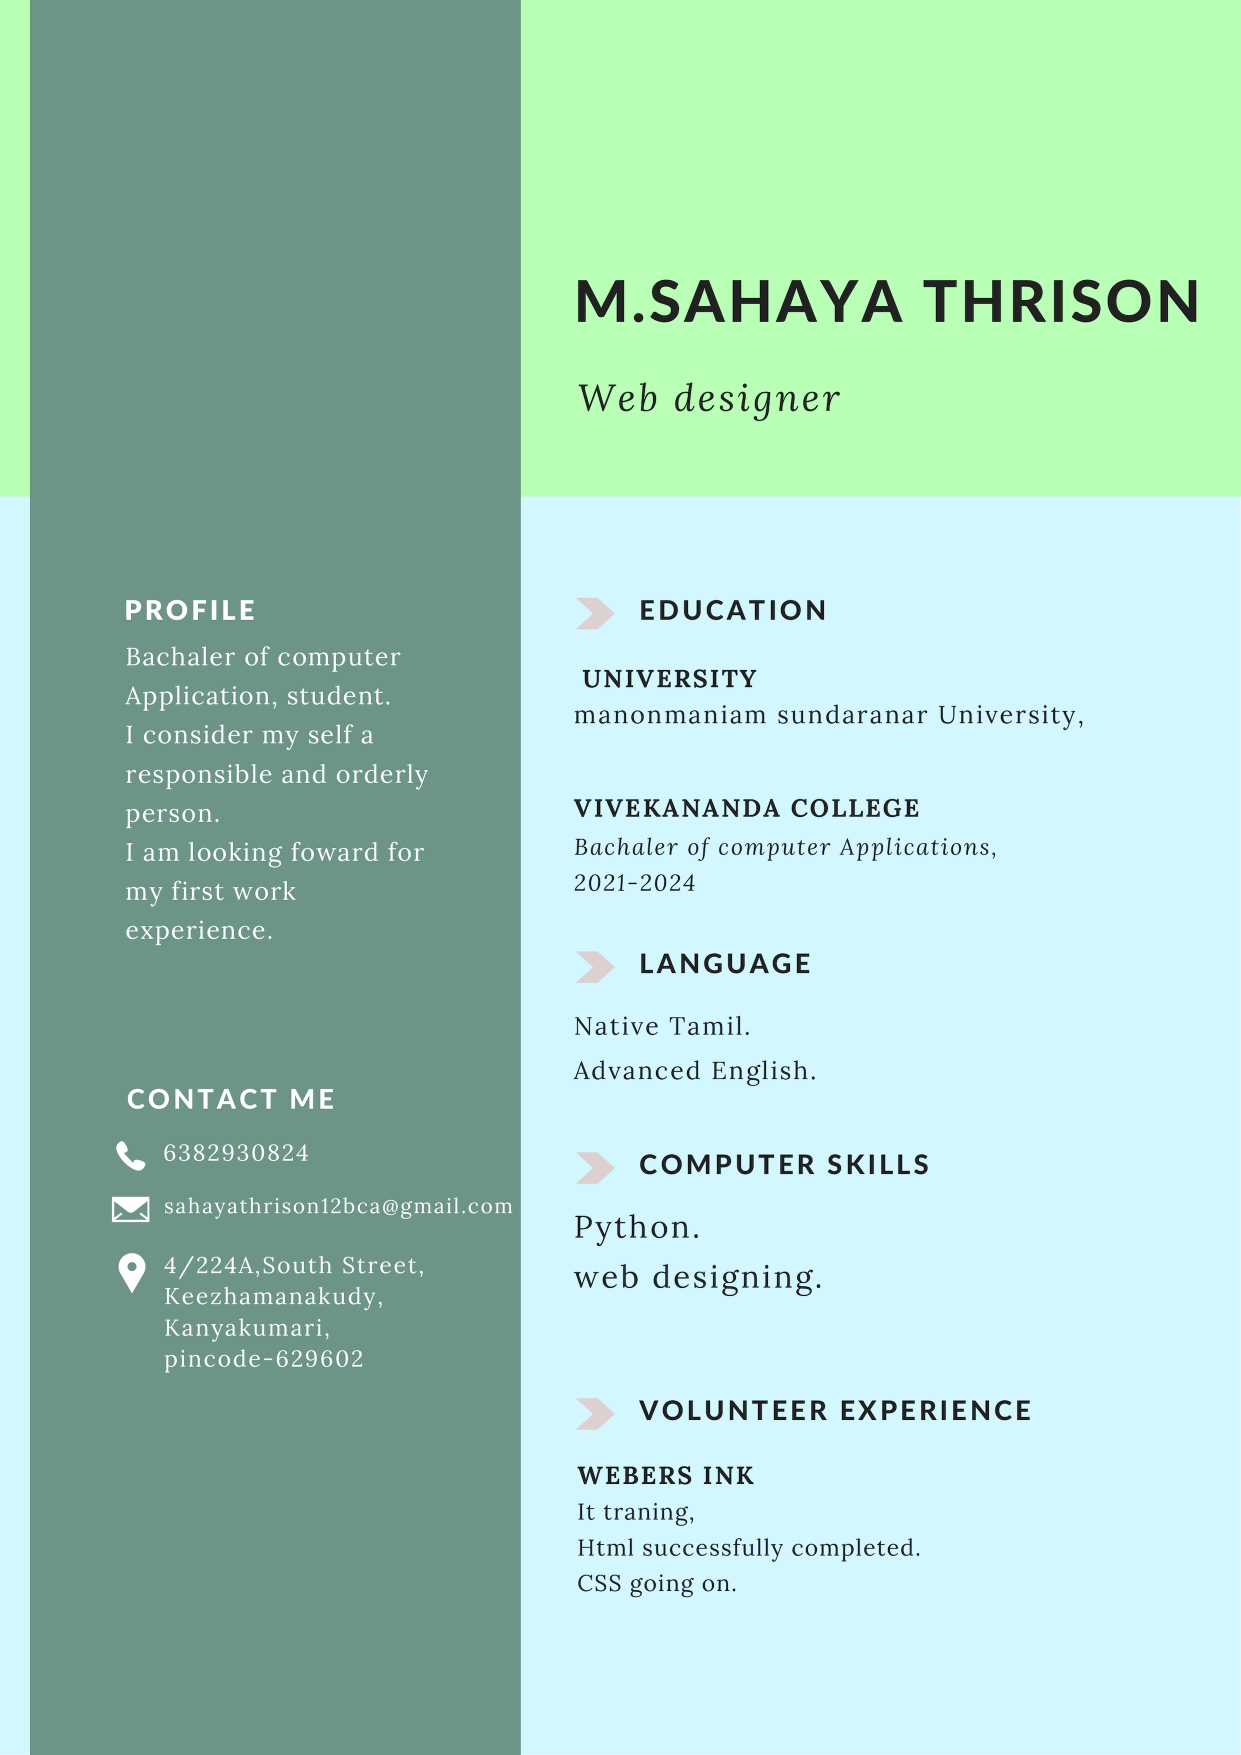 M.SAHAYA THRISON
Web designer
PROFILE
Bachaler of computer
Application, student.
I consider my self a
responsible and orderly
person.
I am looking foward for
my first work
experience.
CONTACT ME
6382930824
sahayathrison12bca@gmail.com
4/224A,South Street,
Keezhamanakudy,
Kanyakumari,
pincode-629602
EDUCATION
UNIVERSITY
manonmaniam sundaranar University,
VIVEKANANDA COLLEGE
Bachaler of computer Applications,
2021-2024
LANGUAGE
Native Tamil.
Advanced English.
COMPUTER SKILLS
Python.
web designing.
VOLUNTEER EXPERIENCE
WEBERS INK
It traning,
Html successfully completed.
CSS going on.